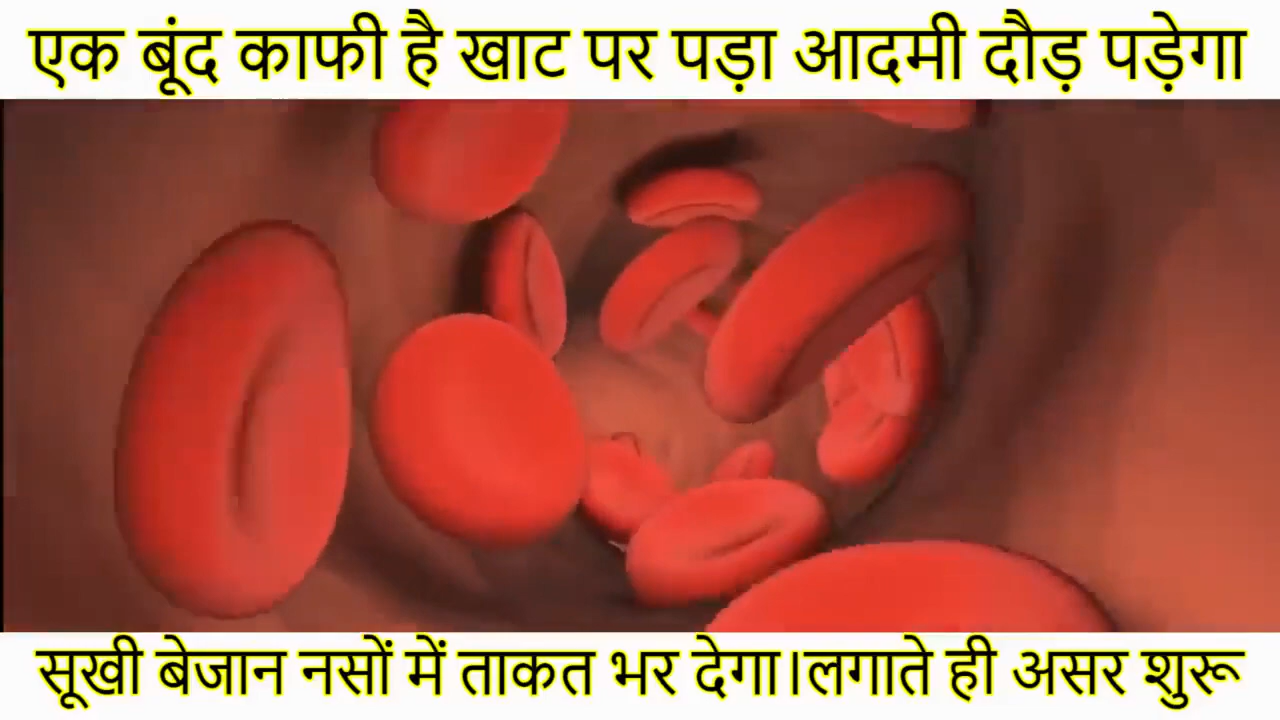 एक बूंद काफी है खाट पर पड़ा आदमी दौड़ पड़ेगा
सूखी बेजान नसों में ताकत भर देगा।लगाते ही असर शुरू